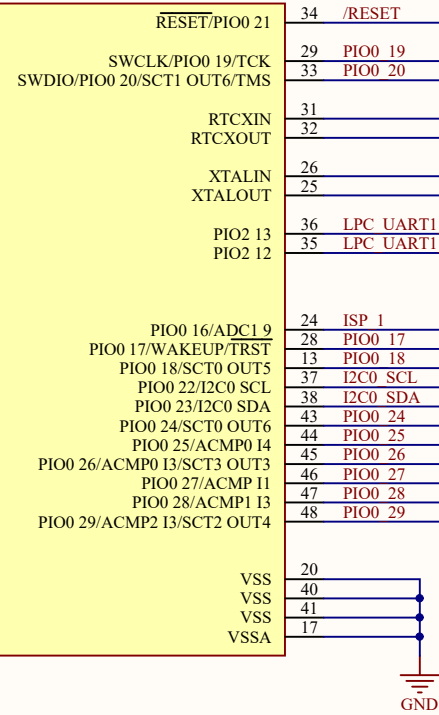 RESET/PIO0 21 34 /RESET
SWCLK/PIO0 19/TCK 29 PIO0 19
SWDIO/PIO0 20/SCT1 OUT6/TMS 33 PIO0 20
RTCXIN 31
RTCXOUT 32
XTALIN 26
XTALOUT 25
PIO2 13 36 LPC UART1
PIO2 12 35 LPC UART1
PIO0 16/ADC1 9 24 ISP 1
PIO0 17/WAKEUP/TRST 28 PIO0 17
PIO0 18/SCT0 OUT5 13 PIO0 18
PIO0 22/I2C0 SCL 37 I2C0 SCL
PIO0 23/I2C0 SDA 38 I2C0 SDA
PIO0 24/SCT0 OUT6 43 PIO0 24
PIO0 25/ACMP0 I4 44 PIO0 25
PIO0 26/ACMP0 I3/SCT3 OUT3 45 PIO0 26
PIO0 27/ACMP I1 46 PIO0 27
PIO0 28/ACMP1 I3 47 PIO0 28
PIO0 29/ACMP2 I3/SCT2 OUT4 48 PIO0 29
VSS 20
VSS 40
VSS 41
VSSA 17
GND